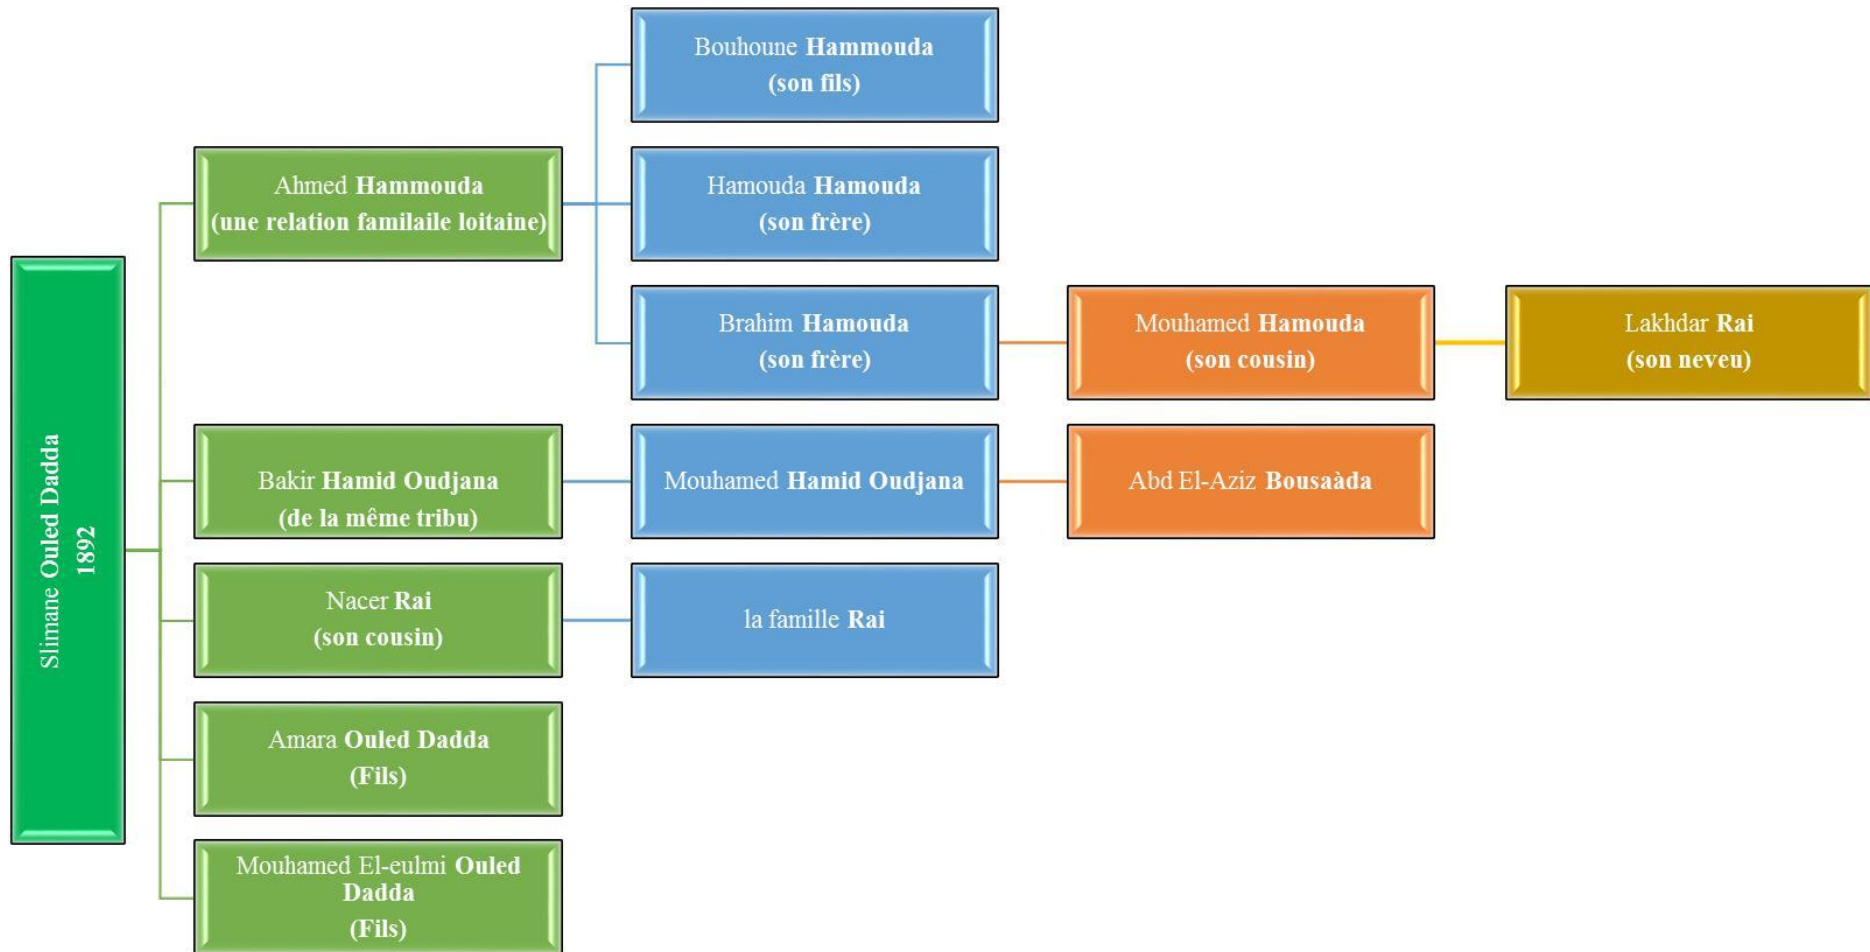 Slimane Ouled Dadda
1892
Ahmed Hammouda
(une relation familaile loitaine)
Bouhoune Hammouda
(son fils)
Hamouda Hamouda
(son frère)
Brahim Hamouda
(son frère)
Mouhamed Hamouda
(son cousin)
Lakhdar Rai
(son neveu)
Bakir Hamid Oudjana
(de la même tribu)
Mouhamed Hamid Oudjana
Abd El-Aziz Bousaàda
Nacer Rai
(son cousin)
la famille Rai
Amara Ouled Dadda
(Fils)
Mouhamed El-eulmi Ouled
Dadda
(Fils)